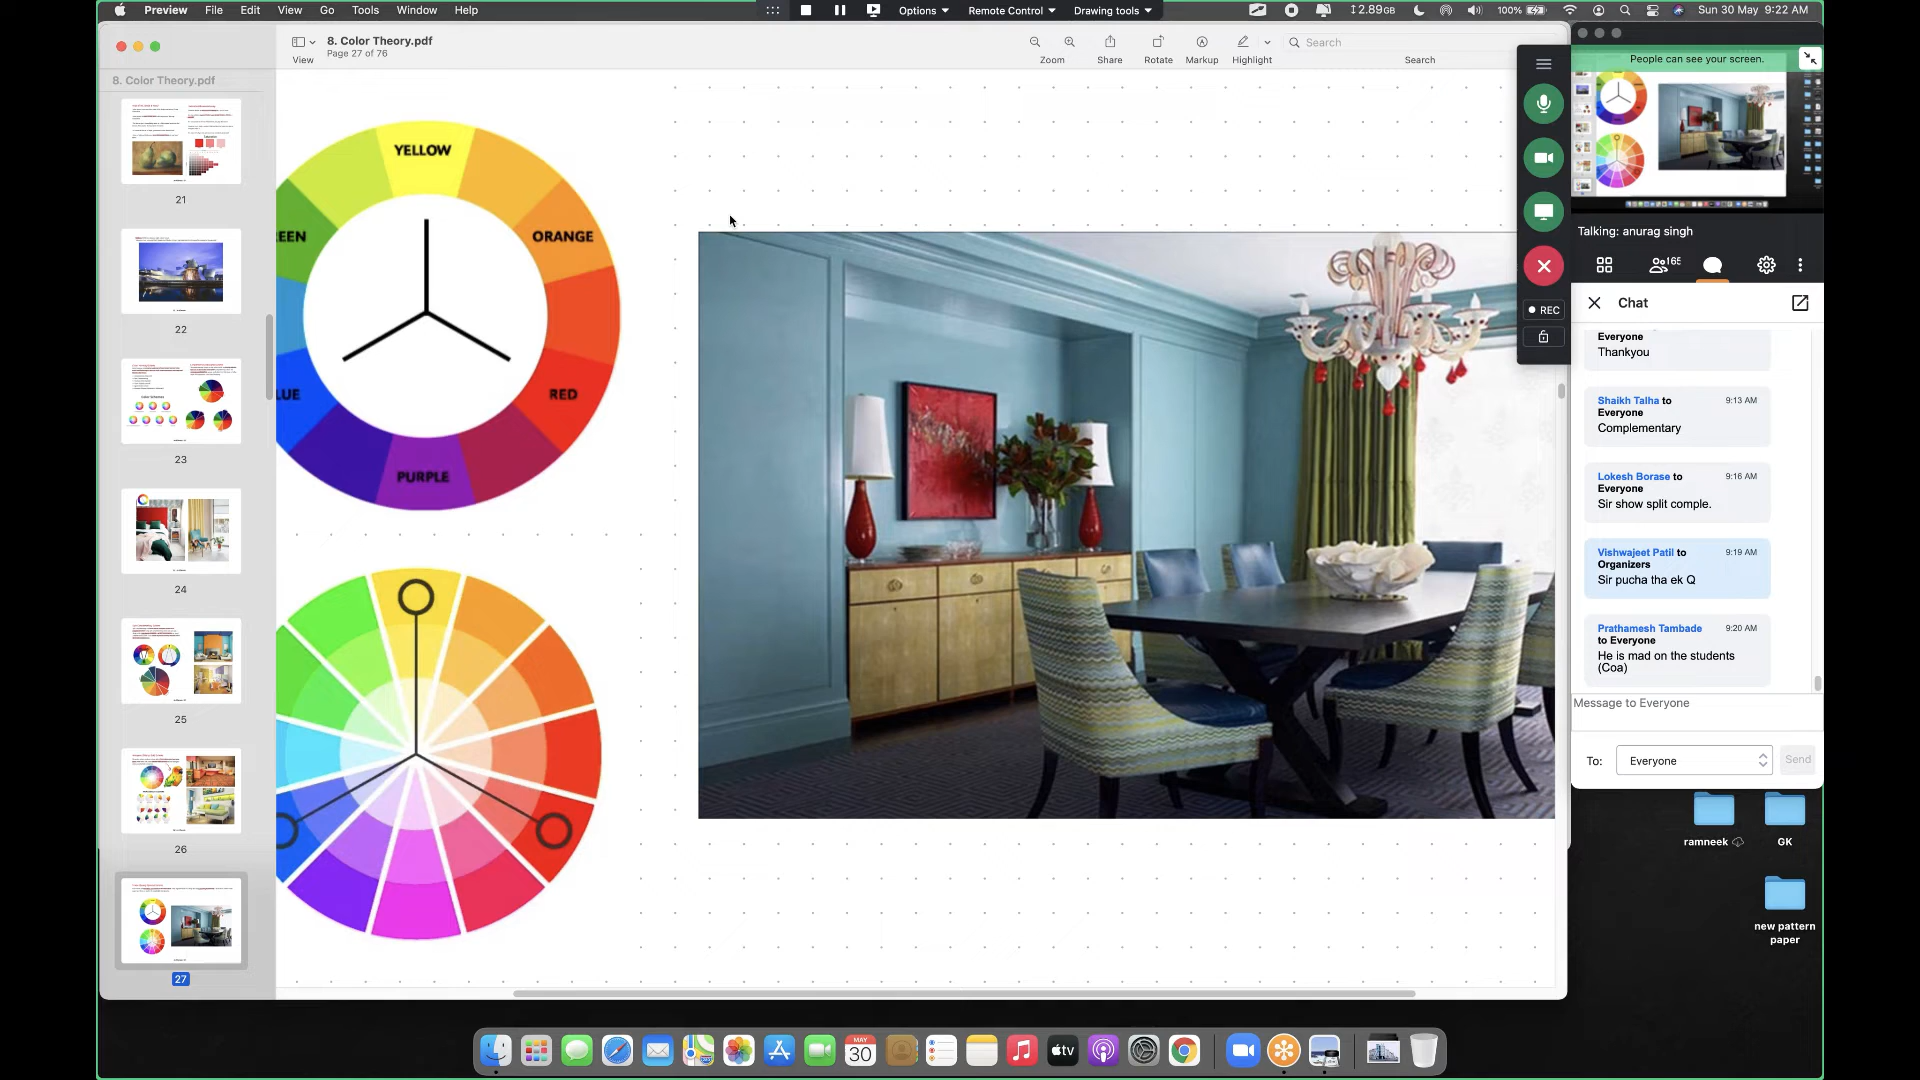 Preview File Edit View Go Tools Window Help
Options Remote Control Drawing tools
2.89GB 100% Sun 30 May 9:22 AM
8. Color Theory.pdf
Page 27 of 76
View
Zoom Share Rotate Markup Highlight Search
Search
8. Color Theory.pdf
21
22
23
Color Schemes
24
25
26
27
YELLOW
ORANGE
RED
PURPLE
LUE
EEN
REC
People can see your screen.
Talking: anurag singh
165
Chat
Everyone
Thankyou
Shaikh Talha to 9:13 AM
Everyone
Complementary
Lokesh Borase to 9:16 AM
Everyone
Sir show split comple.
Vishwajeet Patil to 9:19 AM
Organizers
Sir pucha tha ek Q
Prathamesh Tambade 9:20 AM
to Everyone
He is mad on the students
(Coa)
Message to Everyone
To: Everyone Send
ramneek GK
new pattern
paper
MAY
30
tv